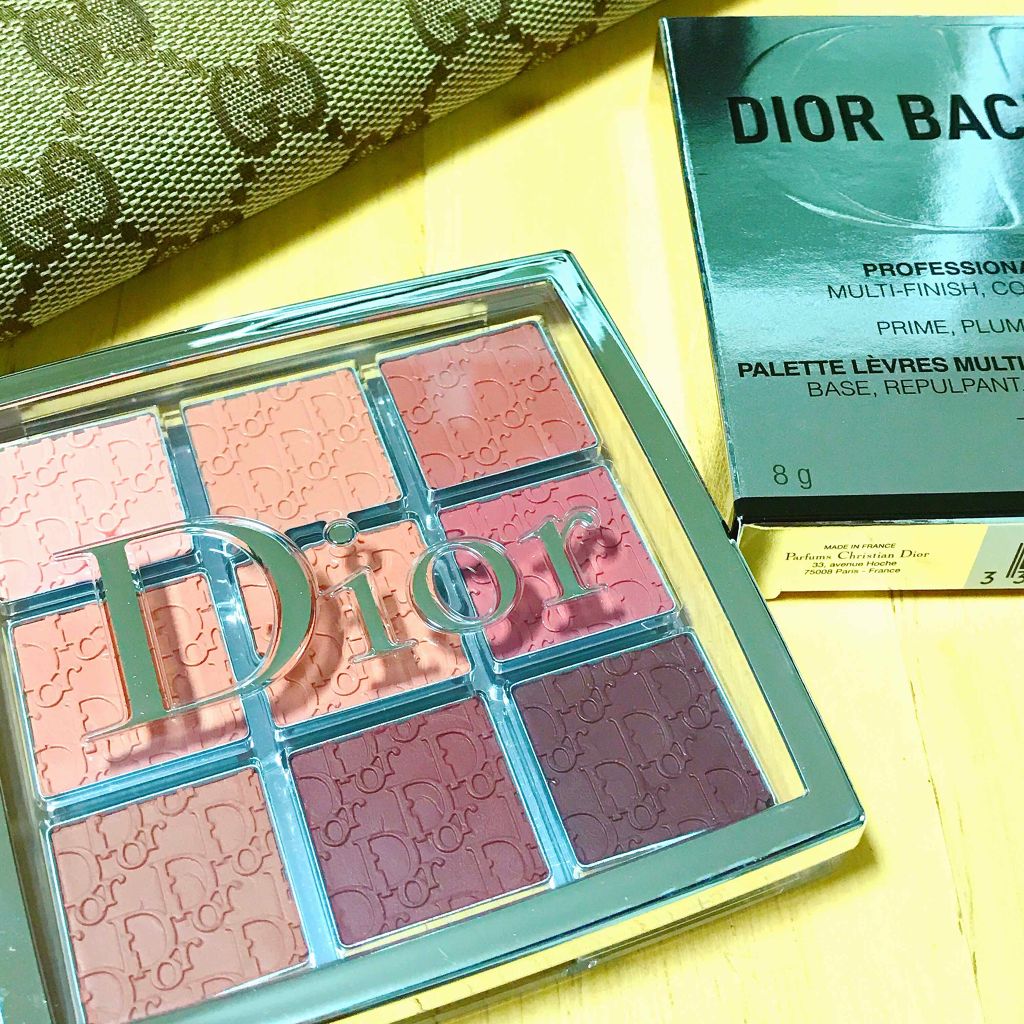 DIOR BAC
PROFESSIONA
MULTI-FINISH, CO
PRIME, PLUM
PALETTE LÈVRES MULTI
BASE, REPULPANT
8 g
MADE IN FRANCE
Parfums Christian Dior
33, avenue Hoche
75008 Paris - France
3
Dior